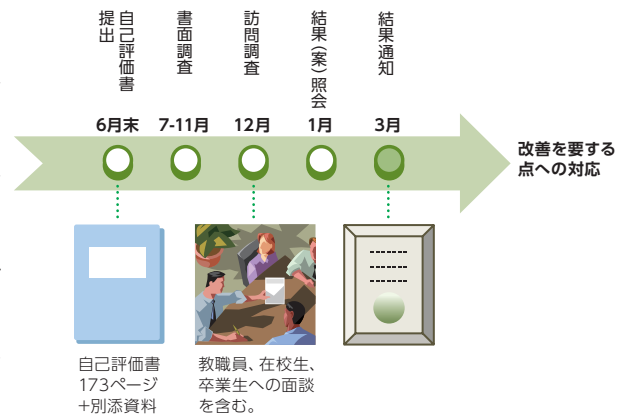 自己評価書
提出
書面調査
訪問調査
結果(案)照会
結果通知
6月末
7-11月
12月
1月
3月
改善を要する
点への対応
自己評価書
173ページ
+別添資料
教職員、在校生、
卒業生への面談
を含む。